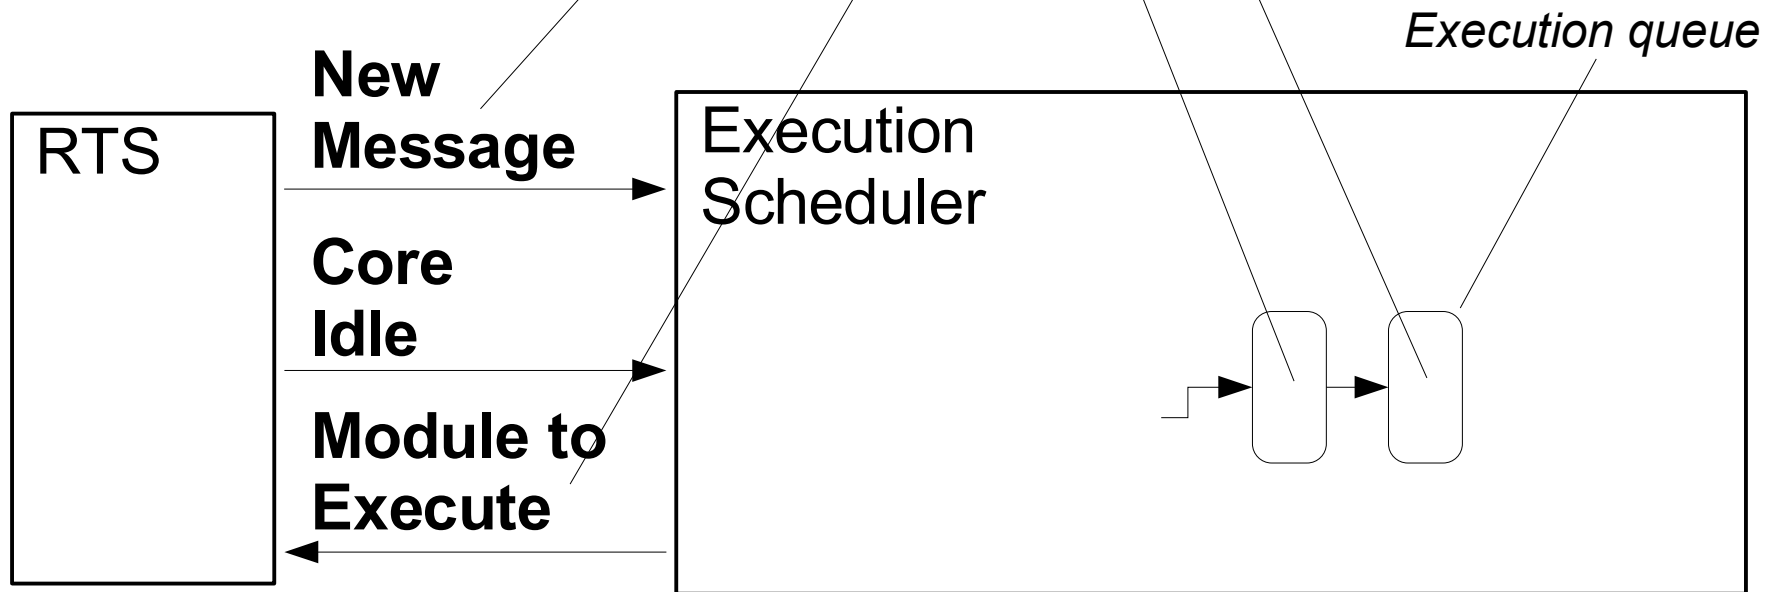 Execution queue
New
Message
RTS
Execution
Scheduler
Core
Idle
Module to
Execute